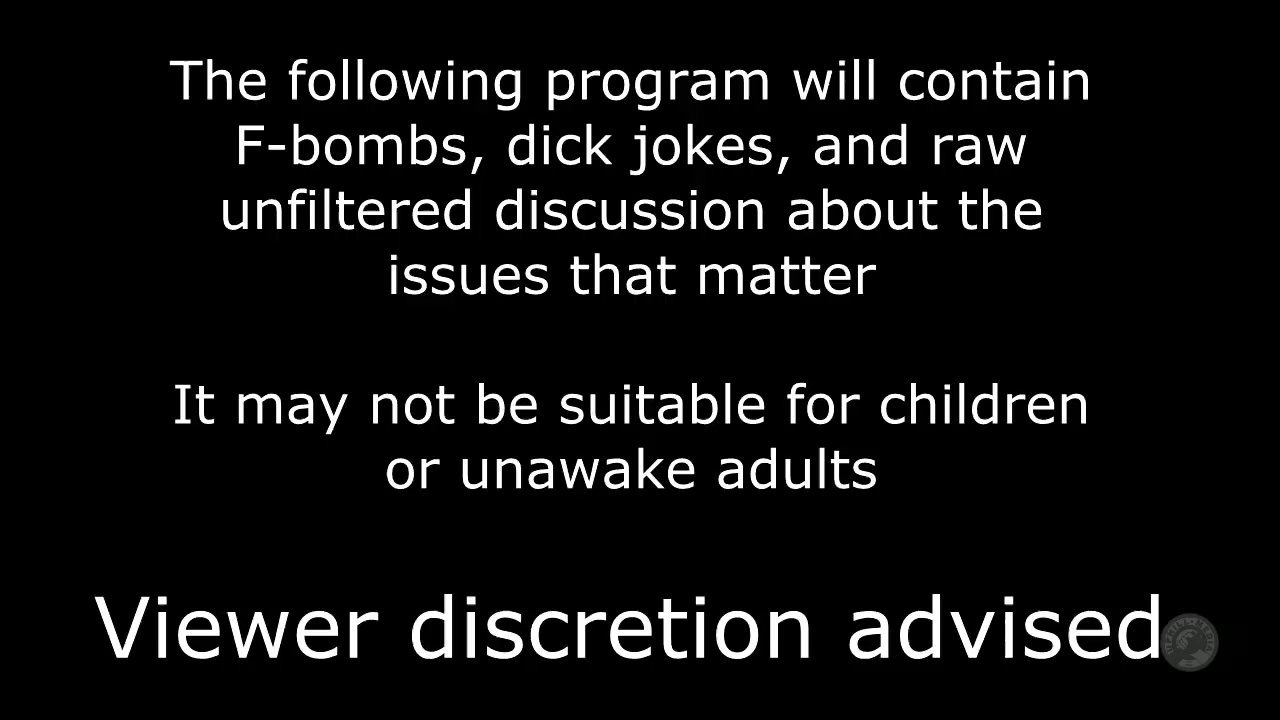 The following program will contain
F-bombs, dick jokes, and raw
unfiltered discussion about the
issues that matter
It may not be suitable for children
or unawake adults
Viewer discretion advised